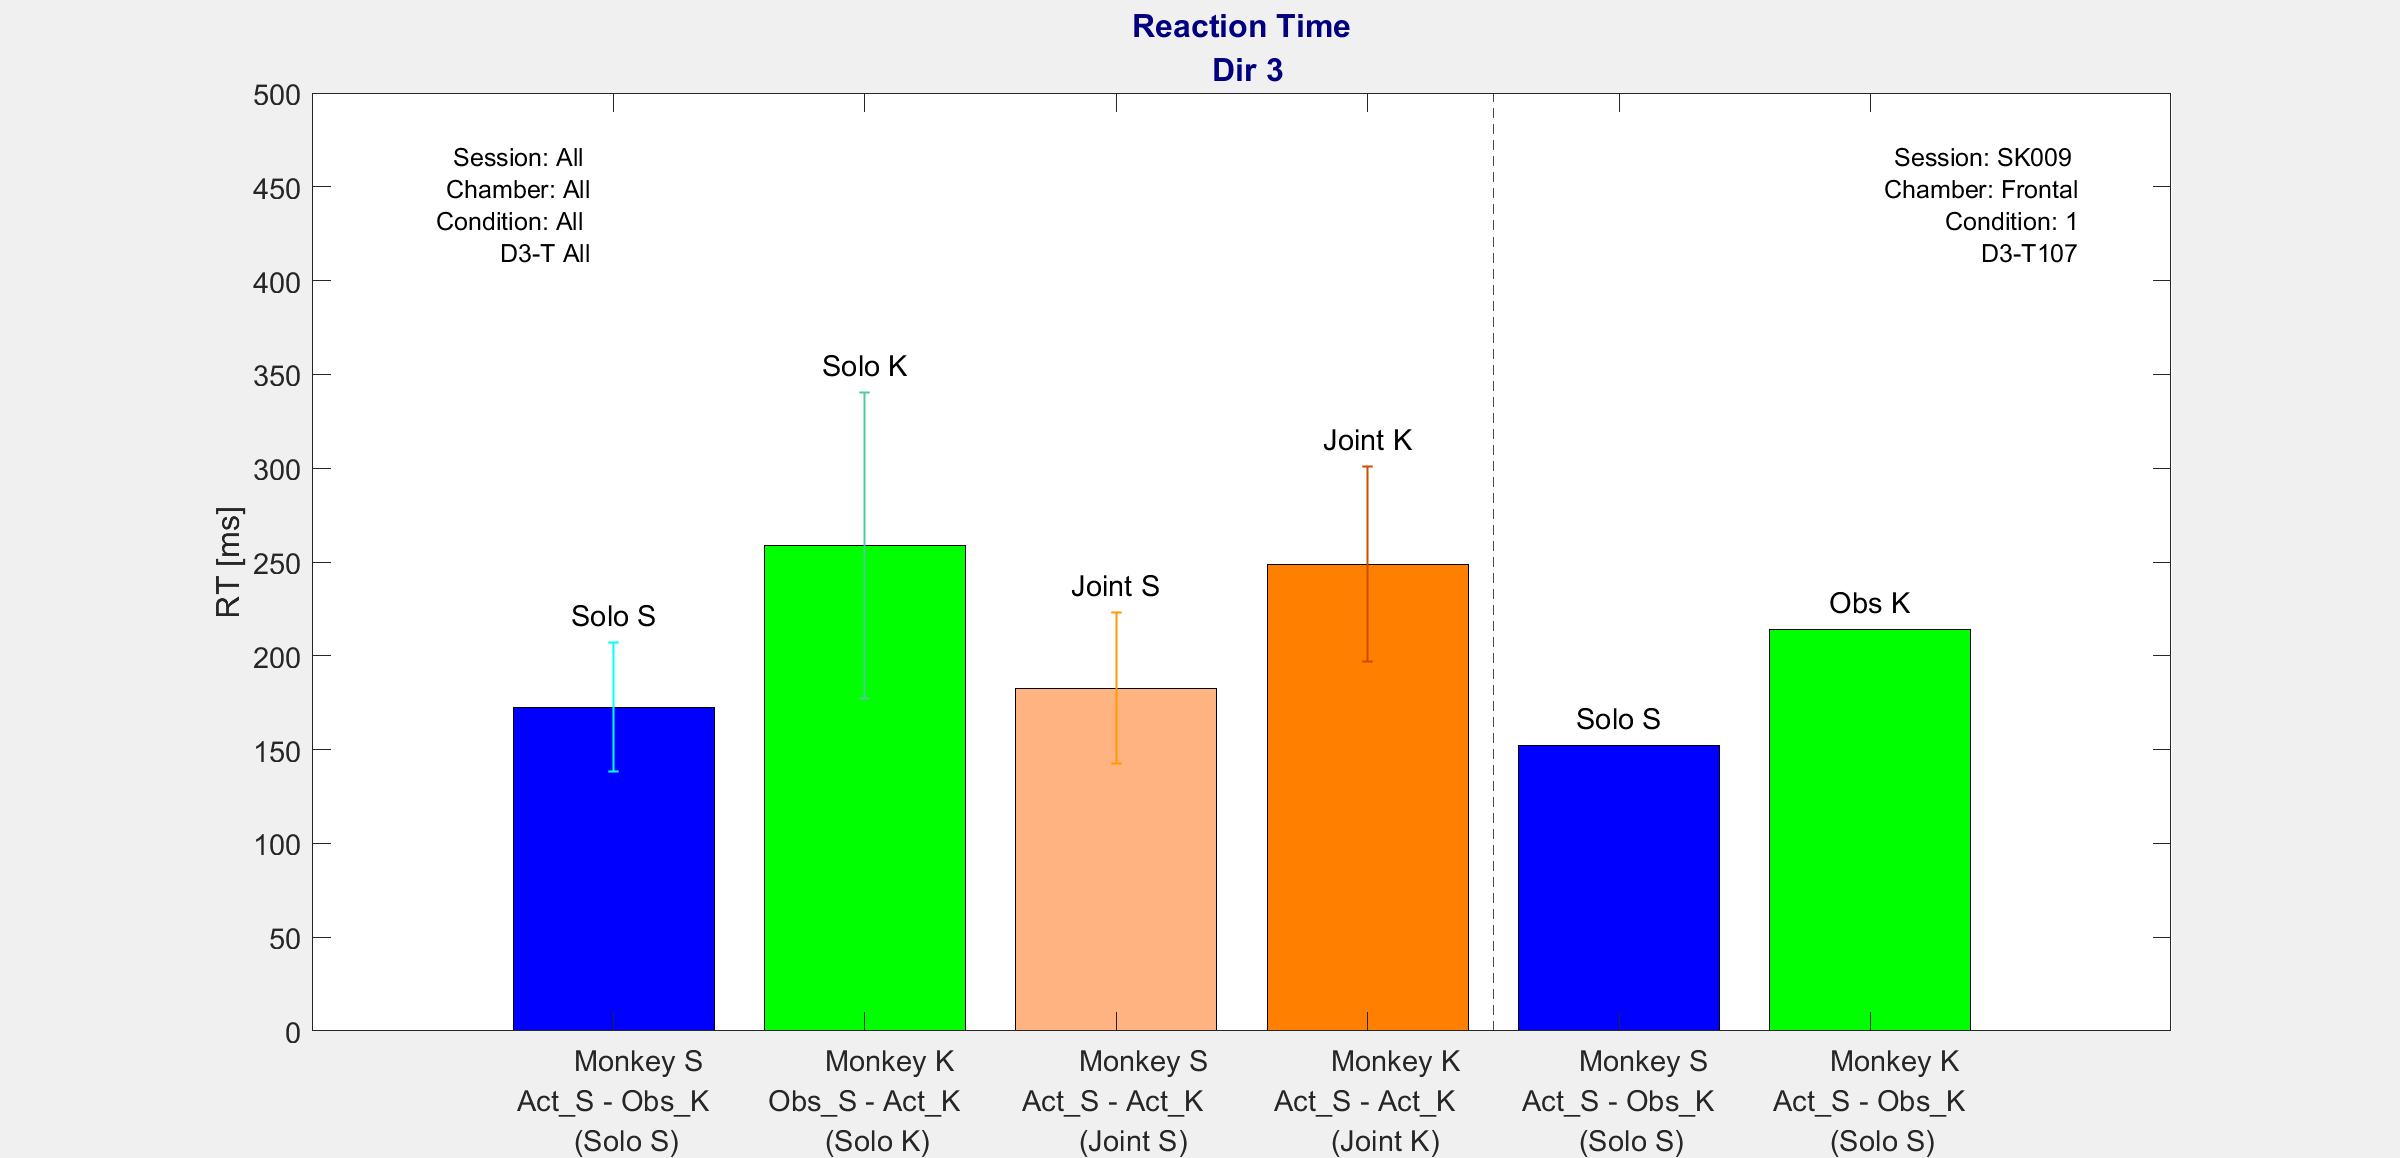 Reaction Time
Dir 3
500
450
400
350
300
250
200
150
100
50
0
RT [ms]
Session: All
Chamber: All
Condition: All
D3-T All
Session: SK009
Chamber: Frontal
Condition: 1
D3-T107
Solo S
Solo K
Joint S
Joint K
Solo S
Obs K
Monkey S
Act_S - Obs_K
(Solo S)
Monkey K
Obs_S - Act_K
(Solo K)
Monkey S
Act_S - Act_K
(Joint S)
Monkey K
Act_S - Act_K
(Joint K)
Monkey S
Act_S - Obs_K
(Solo S)
Monkey K
Act_S - Obs_K
(Solo S)